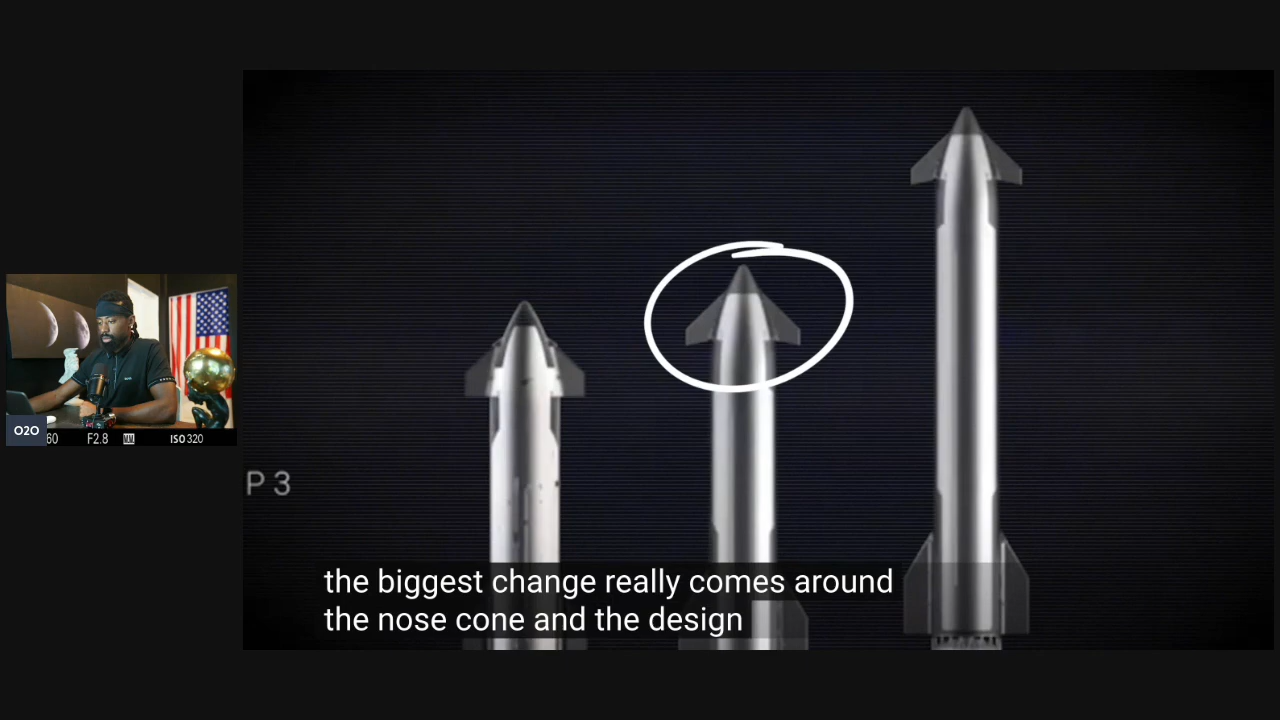 P 3
the biggest change really comes around
the nose cone and the design
O2O
60
F2.8
ISO 320